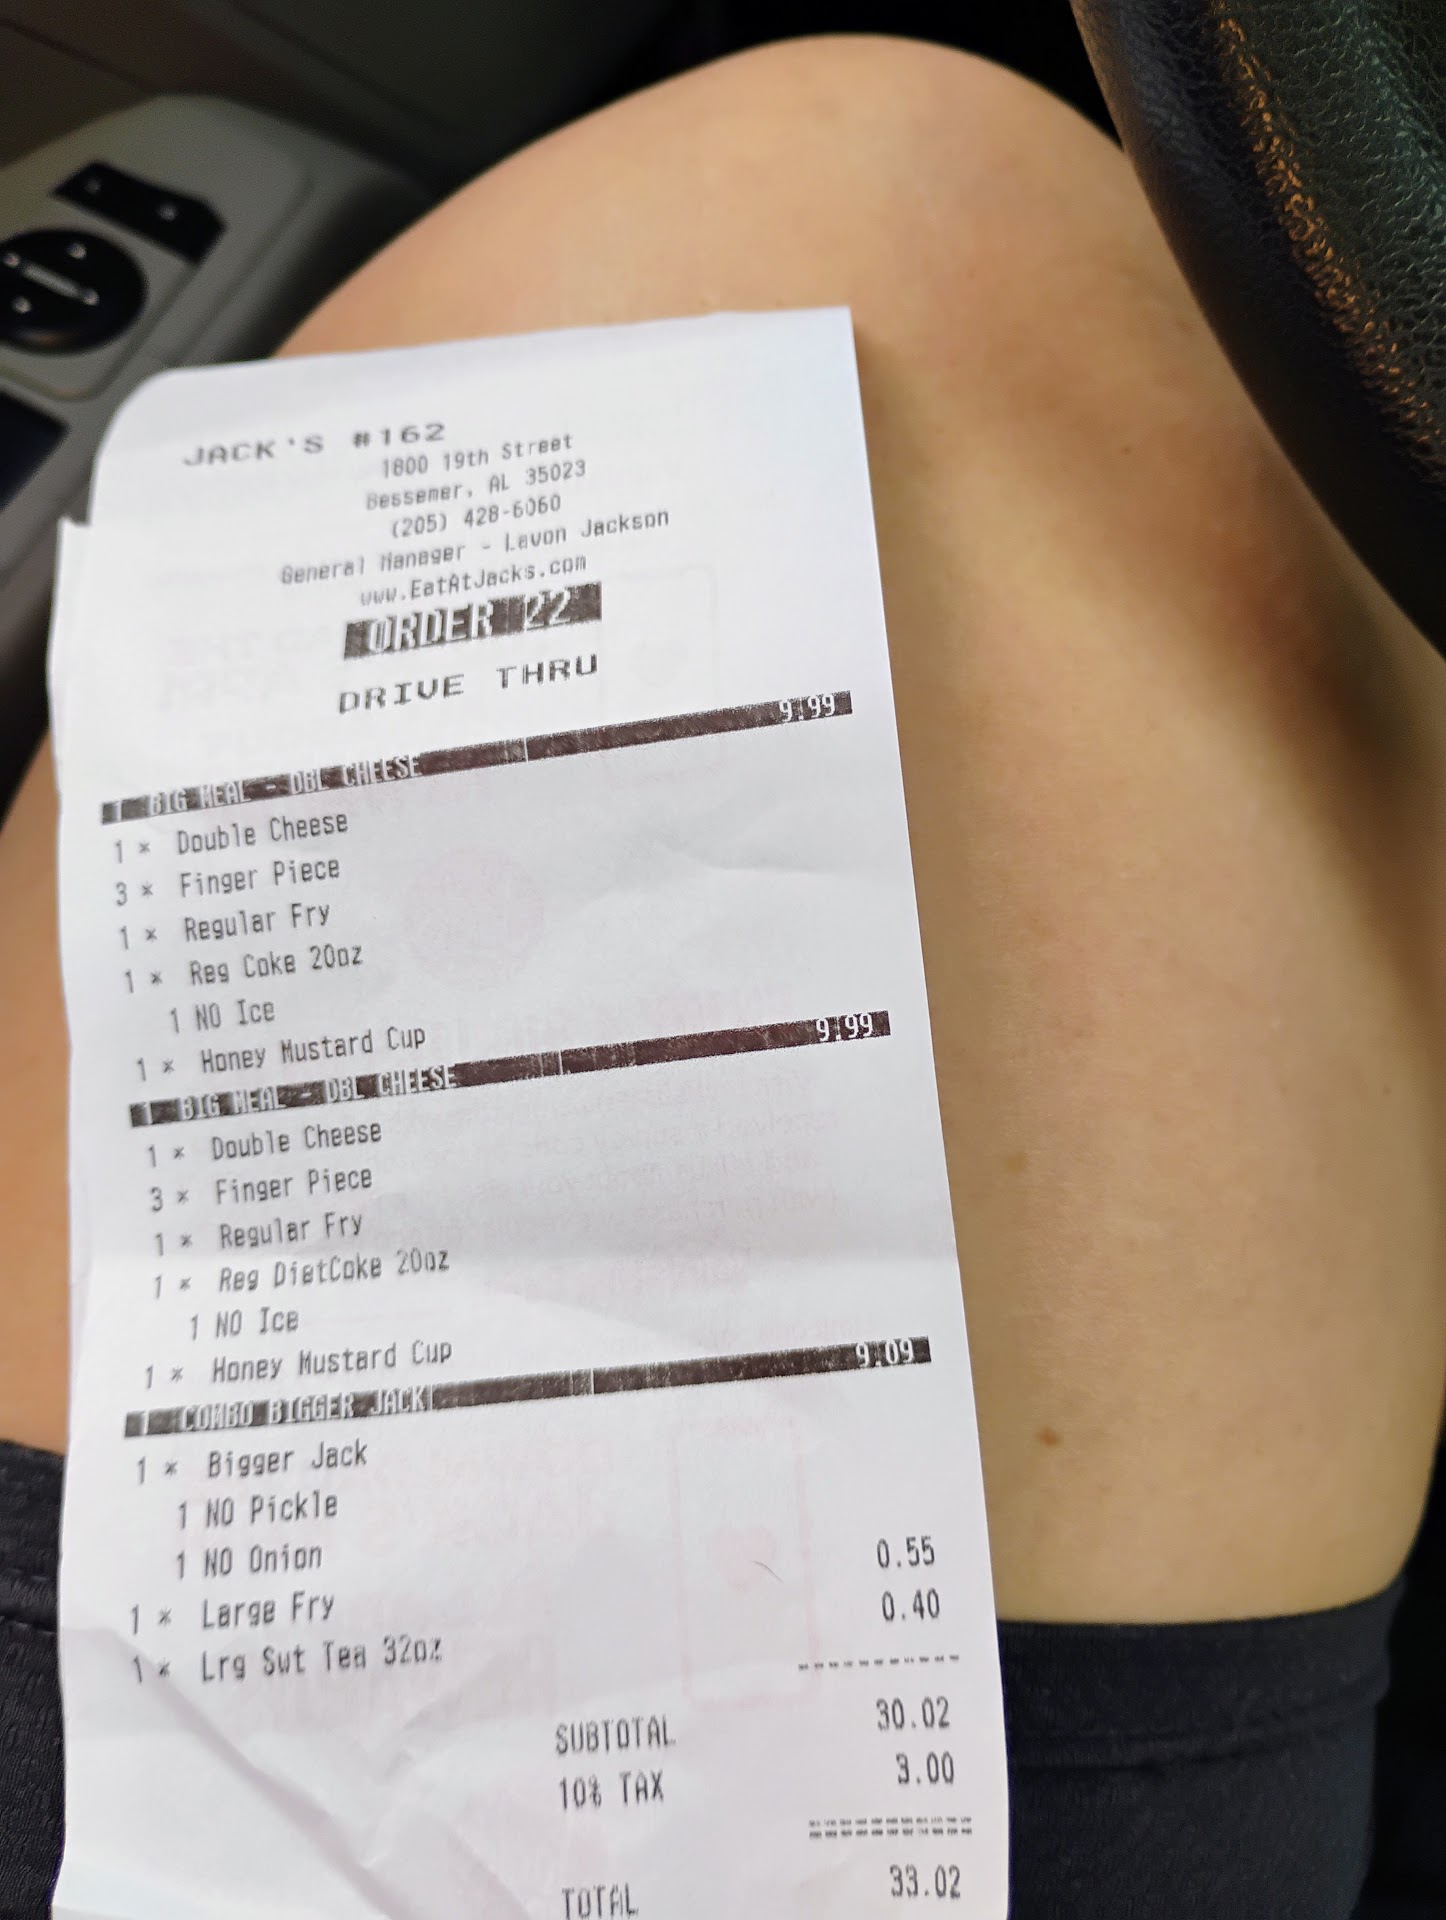 JACK'S #162
1800 19th Street
Bessemer, AL 35023
(205) 428-6060
General Manager - Lavon Jackson
www.EatAtJacks.com
ORDER 22
DRIVE THRU
1 BIG MEAL - DBL CHEESE 9.99
1 * Double Cheese
3 * Finger Piece
1 * Regular Fry
1 * Reg Coke 20oz
1 NO Ice
1 * Honey Mustard Cup
1 BIG MEAL - DBL CHEESE 9.99
1 * Double Cheese
3 * Finger Piece
1 * Regular Fry
1 * Reg DietCoke 20oz
1 NO Ice
1 * Honey Mustard Cup
1 COMBO BIGGER JACK 9.09
1 * Bigger Jack
1 NO Pickle
1 NO Onion
1 * Large Fry 0.55
1 * Lrg Swt Tea 32oz 0.40
----------
SUBTOTAL 30.02
10% TAX 3.00
==========
TOTAL 33.02